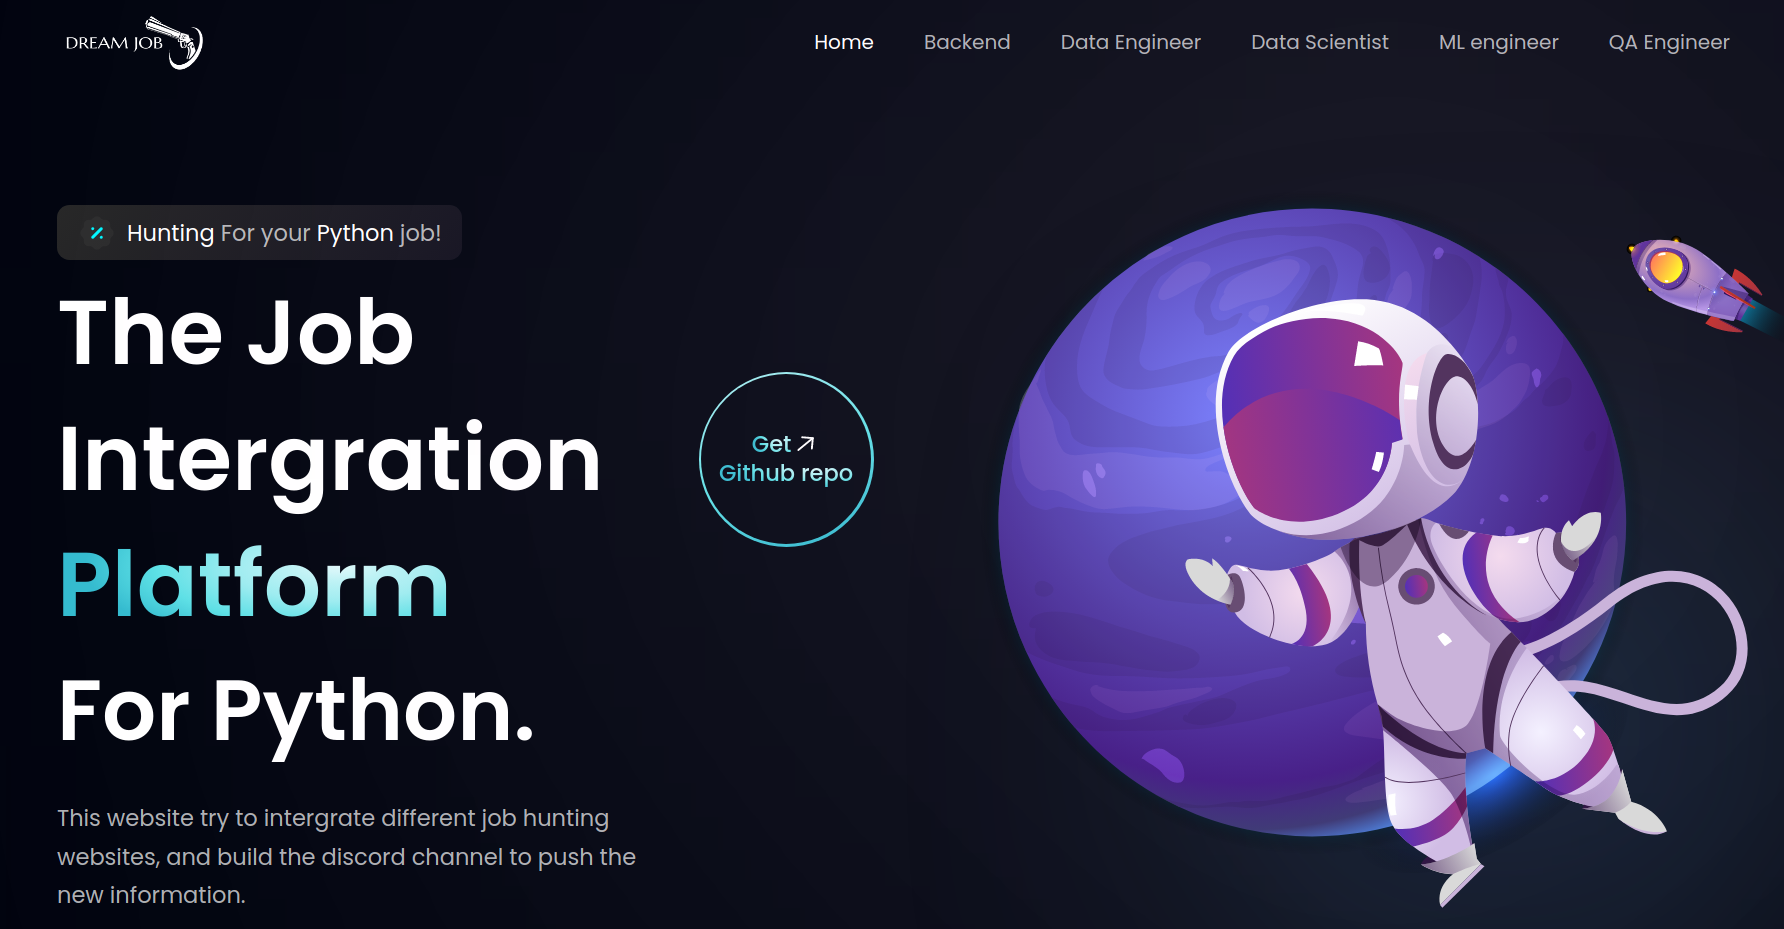 DREAM JOB
Home Backend Data Engineer Data Scientist ML engineer QA Engineer
Hunting For your Python job!
The Job
Intergration
Platform
For Python.
Get
Github repo
This website try to intergrate different job hunting
websites, and build the discord channel to push the
new information.